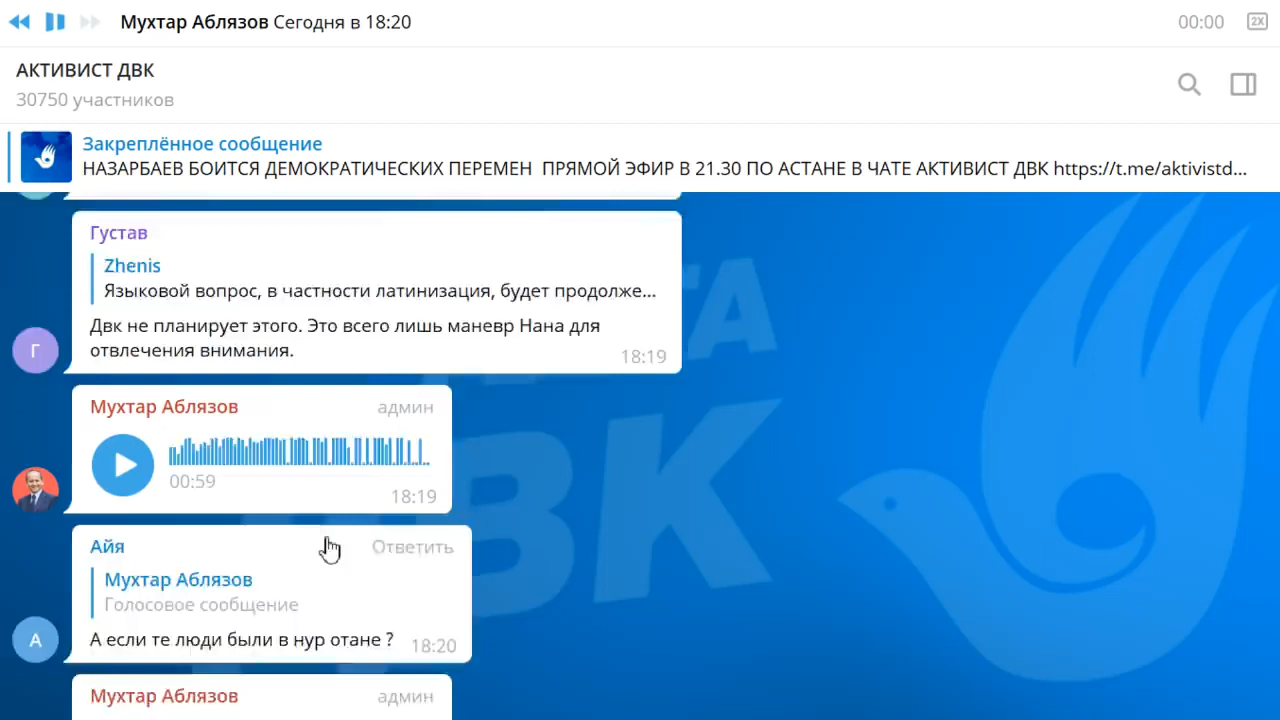 Мухтар Аблязов Сегодня в 18:20
00:00
2X
АКТИВИСТ ДВК
30750 участников
Закреплённое сообщение
НАЗАРБАЕВ БОИТСЯ ДЕМОКРАТИЧЕСКИХ ПЕРЕМЕН ПРЯМОЙ ЭФИР В 21.30 ПО АСТАНЕ В ЧАТЕ АКТИВИСТ ДВК https://t.me/aktivistd...
Густав
Zhenis
Языковой вопрос, в частности латинизация, будет продолже...
Двк не планирует этого. Это всего лишь маневр Нана для
отвлечения внимания.
18:19
Г
Мухтар Аблязов админ
00:59
18:19
Айя Ответить
Мухтар Аблязов
Голосовое сообщение
А если те люди были в нур отане ?
18:20
А
Мухтар Аблязов админ
ВК